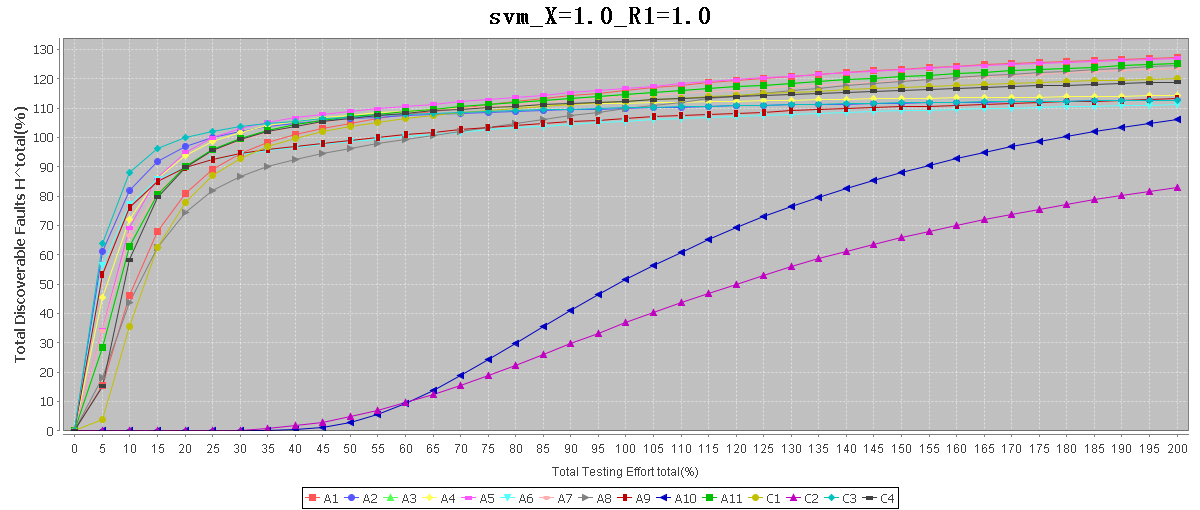 svm_X=1.0_R1=1.0
Total Discoverable Faults H^total(%)
130
120
110
100
90
80
70
60
50
40
30
20
10
0
0 5 10 15 20 25 30 35 40 45 50 55 60 65 70 75 80 85 90 95 100 105 110 115 120 125 130 135 140 145 150 155 160 165 170 175 180 185 190 195 200
Total Testing Effort total(%)
A1 A2 A3 A4 A5 A6 A7 A8 A9 A10 A11 C1 C2 C3 C4